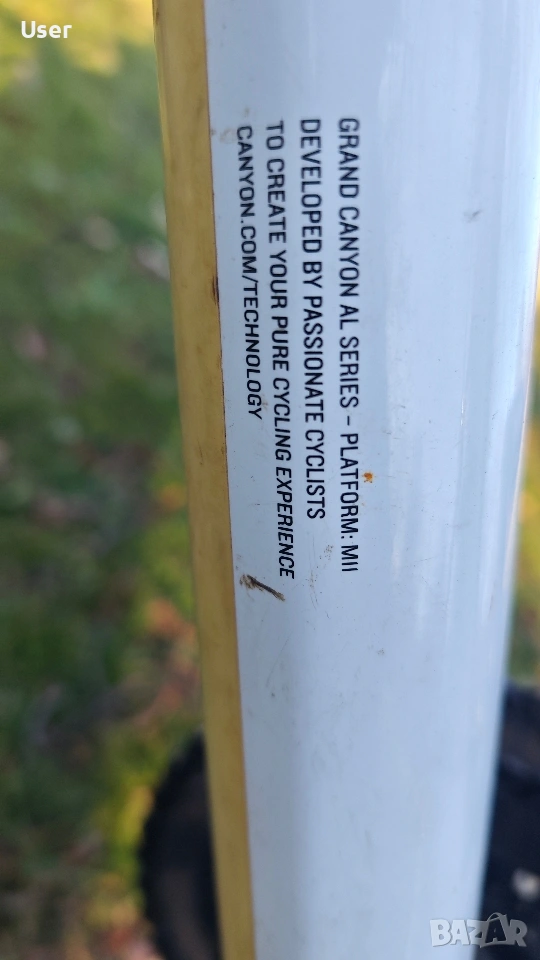 User
GRAND CANYON AL SERIES – PLATFORM: M11
DEVELOPED BY PASSIONATE CYCLISTS
TO CREATE YOUR PURE CYCLING EXPERIENCE
CANYON.COM/TECHNOLOGY
BAZAR